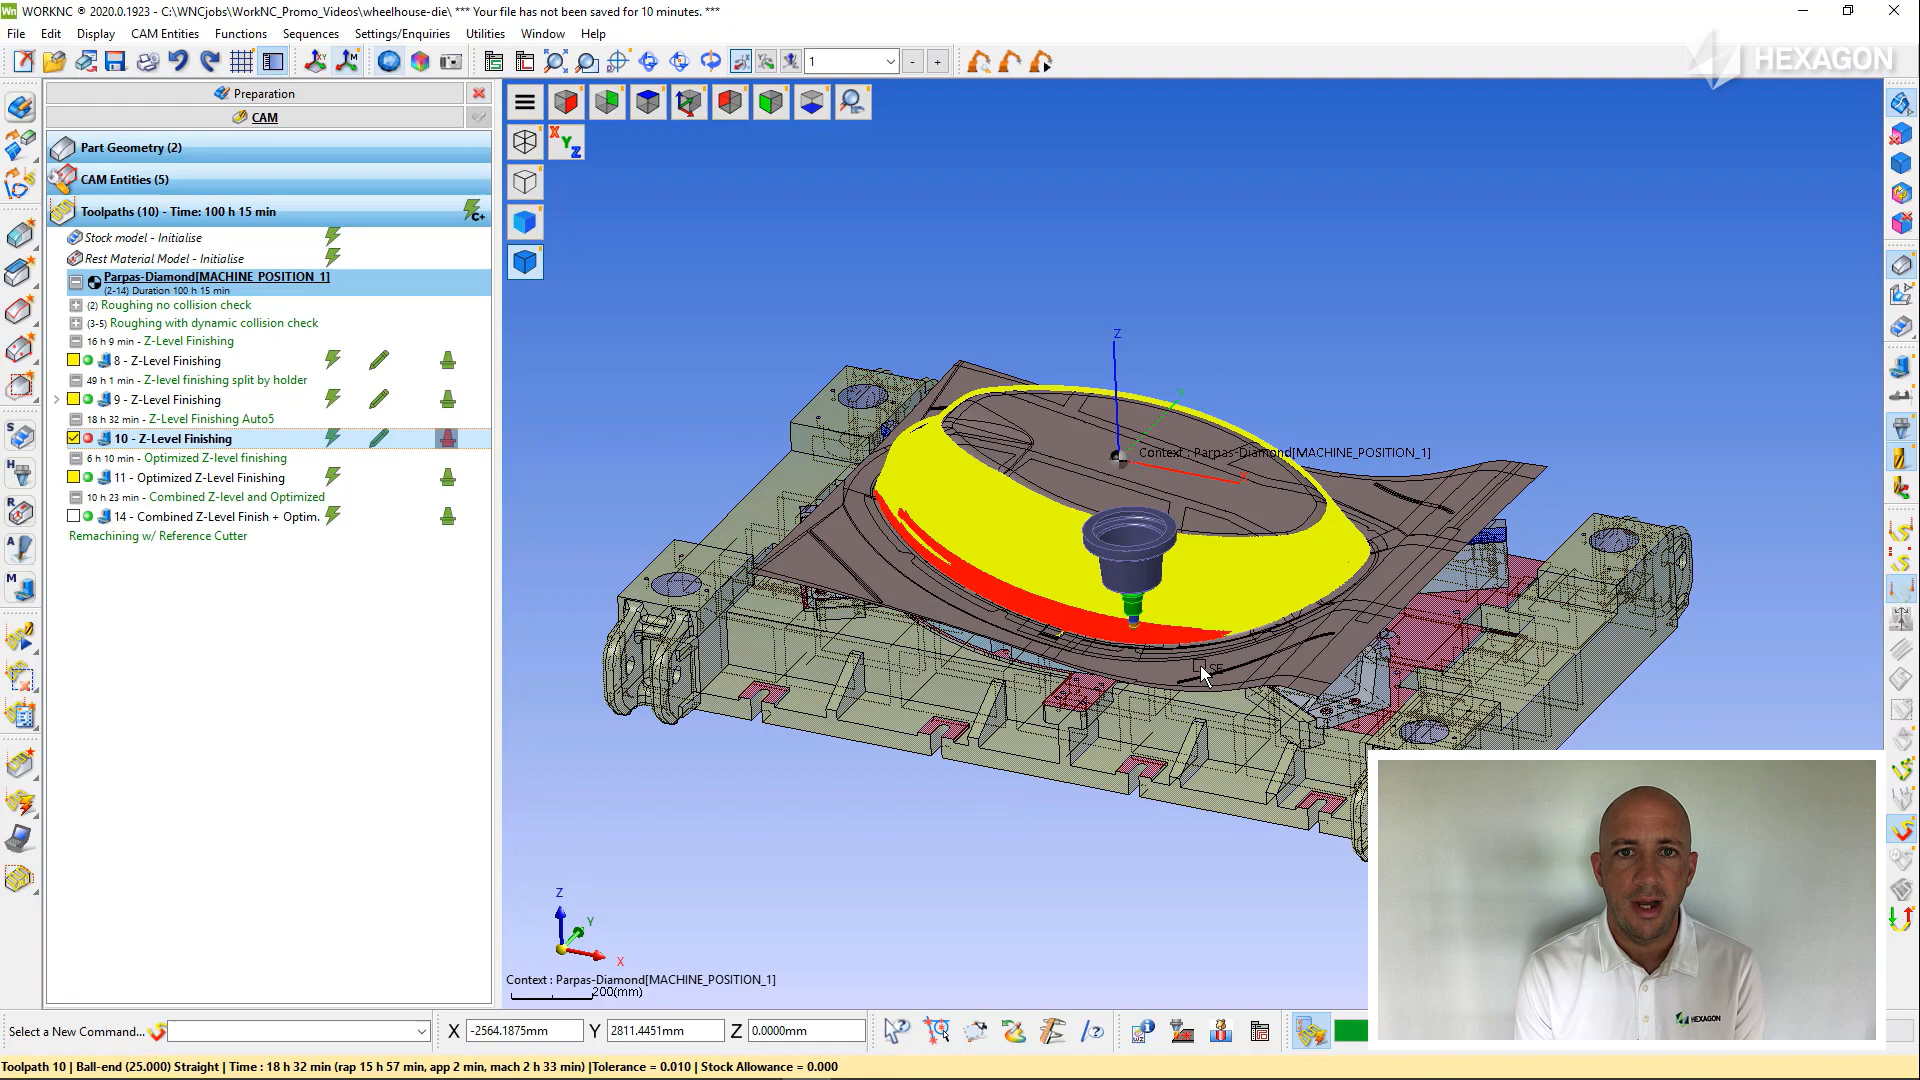 WORKNC ® 2020.0.1923 - C:\WNCjobs\WorkNC_Promo_Videos\wheelhouse-die\ *** Your file has not been saved for 10 minutes. ***
File Edit Display CAM Entities Functions Sequences Settings/Enquiries Utilities Window Help
1
HEXAGON
Preparation
CAM
Part Geometry (2)
CAM Entities (5)
Toolpaths (10) - Time: 100 h 15 min
C+
Stock model - Initialise
Rest Material Model - Initialise
Parpas-Diamond[MACHINE_POSITION_1]
(2-14) Duration 100 h 15 min
(2) Roughing no collision check
(3-5) Roughing with dynamic collision check
16 h 9 min - Z-Level Finishing
8 - Z-Level Finishing
49 h 1 min - Z-level finishing split by holder
9 - Z-Level Finishing
18 h 32 min - Z-Level Finishing Auto5
10 - Z-Level Finishing
6 h 10 min - Optimized Z-level finishing
11 - Optimized Z-Level Finishing
10 h 23 min - Combined Z-level and Optimized
14 - Combined Z-Level Finish + Optim.
Remachining w/ Reference Cutter
X Y Z
Z
Y
X
Context : Parpas-Diamond[MACHINE_POSITION_1]
Z
Y
X
Context : Parpas-Diamond[MACHINE_POSITION_1]
200(mm)
HEXAGON
Select a New Command...
X -2564.1875mm Y 2811.4451mm Z 0.0000mm
Toolpath 10 | Ball-end (25.000) Straight | Time : 18 h 32 min (rap 15 h 57 min, app 2 min, mach 2 h 33 min) |Tolerance = 0.010 | Stock Allowance = 0.000